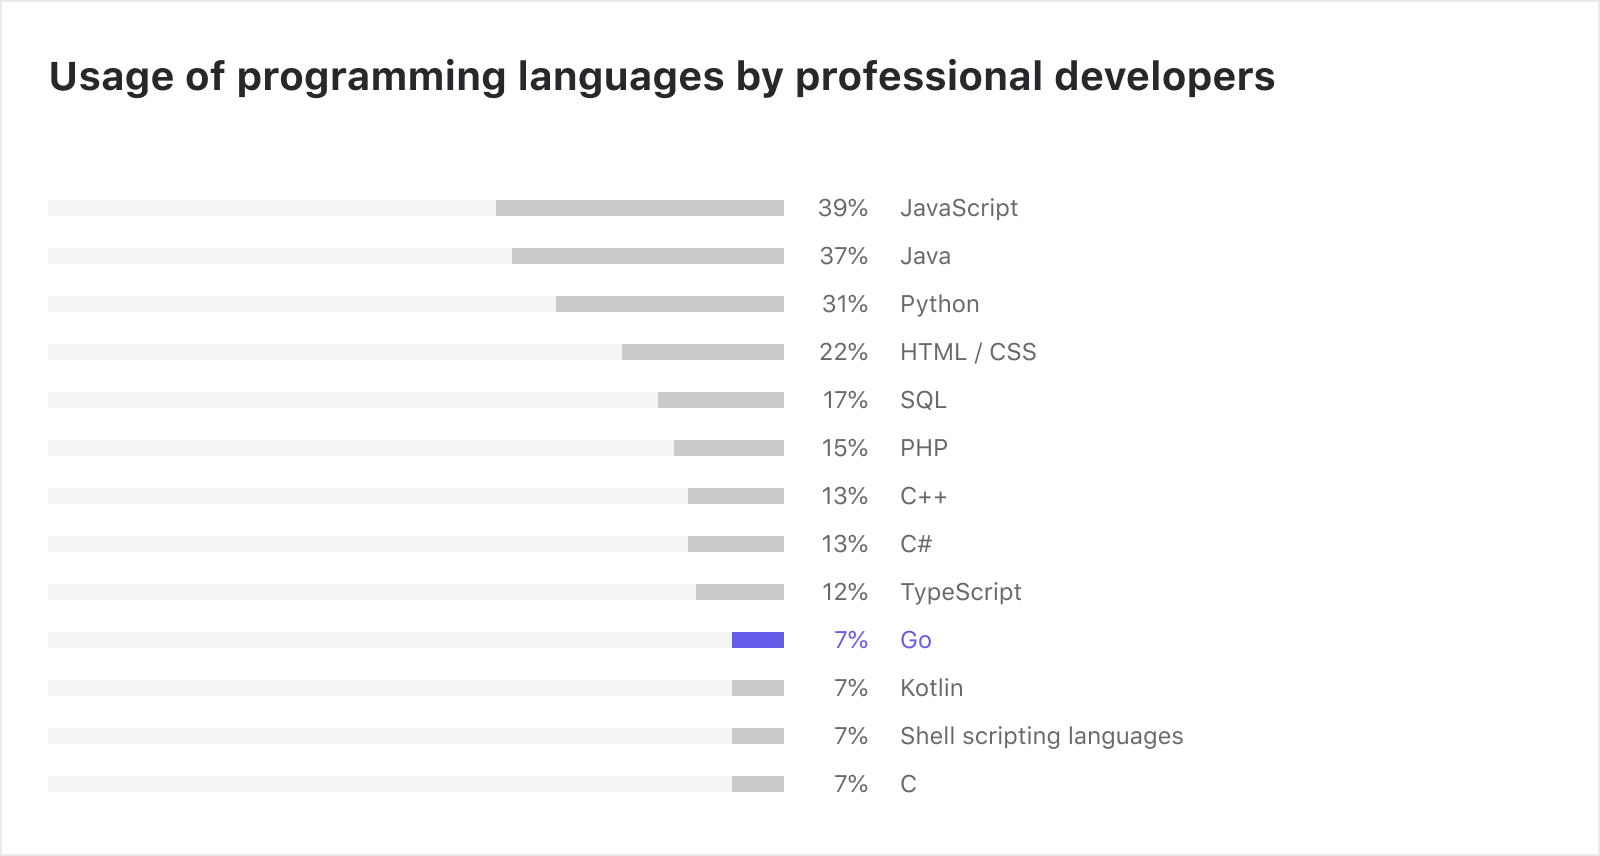 Usage of programming languages by professional developers
39% JavaScript
37% Java
31% Python
22% HTML / CSS
17% SQL
15% PHP
13% C++
13% C#
12% TypeScript
7% Go
7% Kotlin
7% Shell scripting languages
7% C